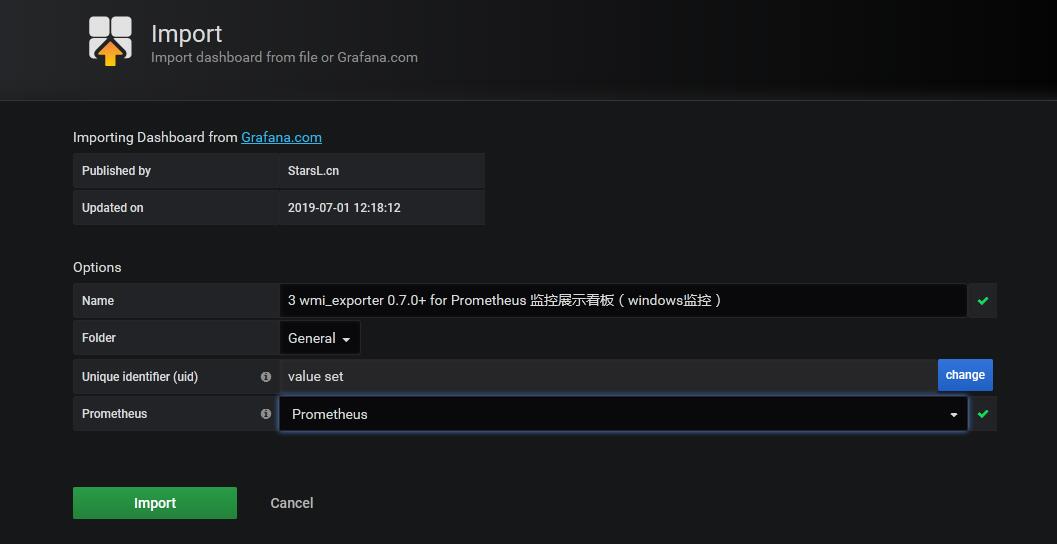 Import
Import dashboard from file or Grafana.com
Importing Dashboard from Grafana.com
Published by StarsL.cn
Updated on 2019-07-01 12:18:12
Options
Name 3 wmi_exporter 0.7.0+ for Prometheus 监控展示看板（windows监控）
Folder General
Unique identifier (uid) value set change
Prometheus Prometheus
Import Cancel